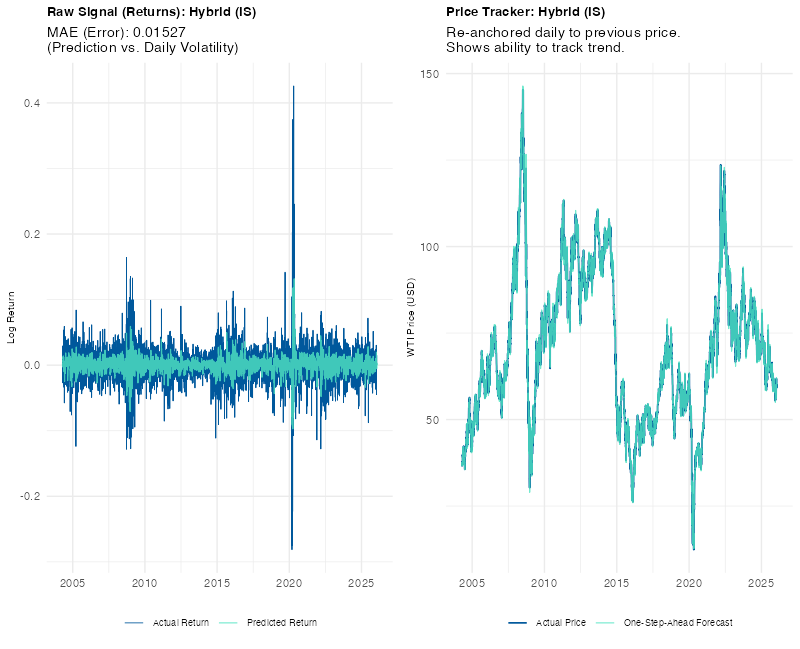 Raw Signal (Returns): Hybrid (IS)
MAE (Error): 0.01527
(Prediction vs. Daily Volatility)
Log Return
0.4
0.2
0.0
-0.2
2005 2010 2015 2020 2025
Actual Return Predicted Return
Price Tracker: Hybrid (IS)
Re-anchored daily to previous price.
Shows ability to track trend.
WTI Price (USD)
150
100
50
2005 2010 2015 2020 2025
Actual Price One-Step-Ahead Forecast